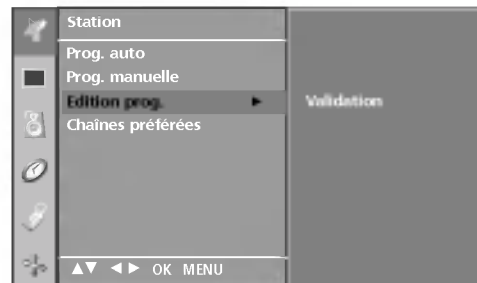 Station
Prog. auto
Prog. manuelle
Edition prog. ►
Validation
Chaînes préférées
▲▼ ◄► OK MENU